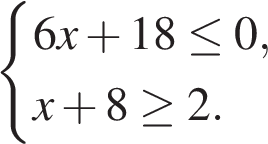 6x + 18 ≤ 0,
x + 8 ≥ 2.